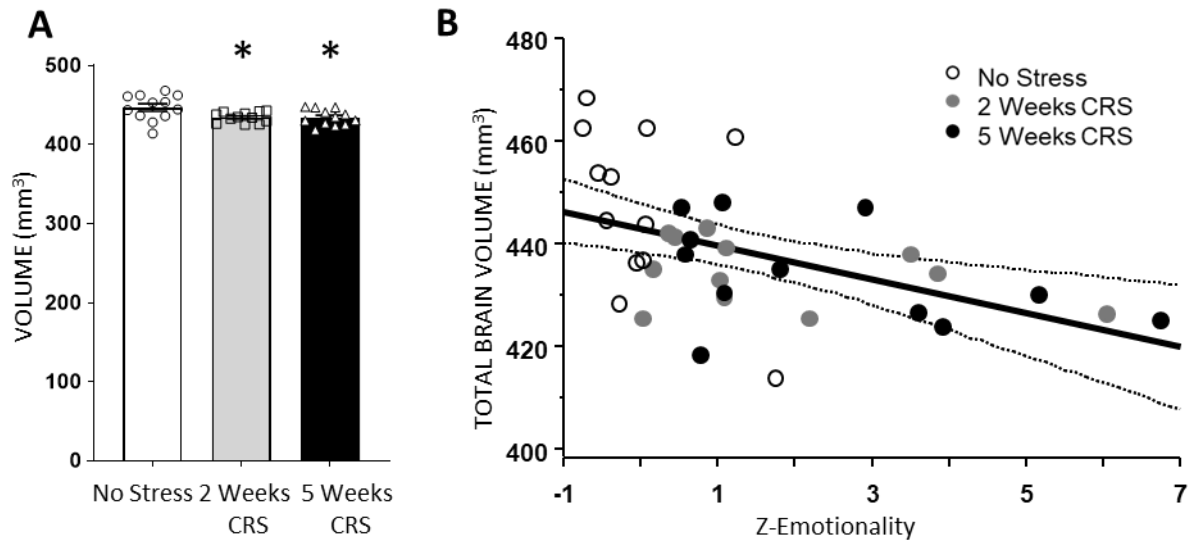 A
* *
VOLUME (mm³)
500
400
300
200
100
0
No Stress 2 Weeks 5 Weeks
CRS CRS
B
TOTAL BRAIN VOLUME (mm³)
480
460
440
420
400
No Stress
2 Weeks CRS
5 Weeks CRS
-1 1 3 5 7
Z-Emotionality